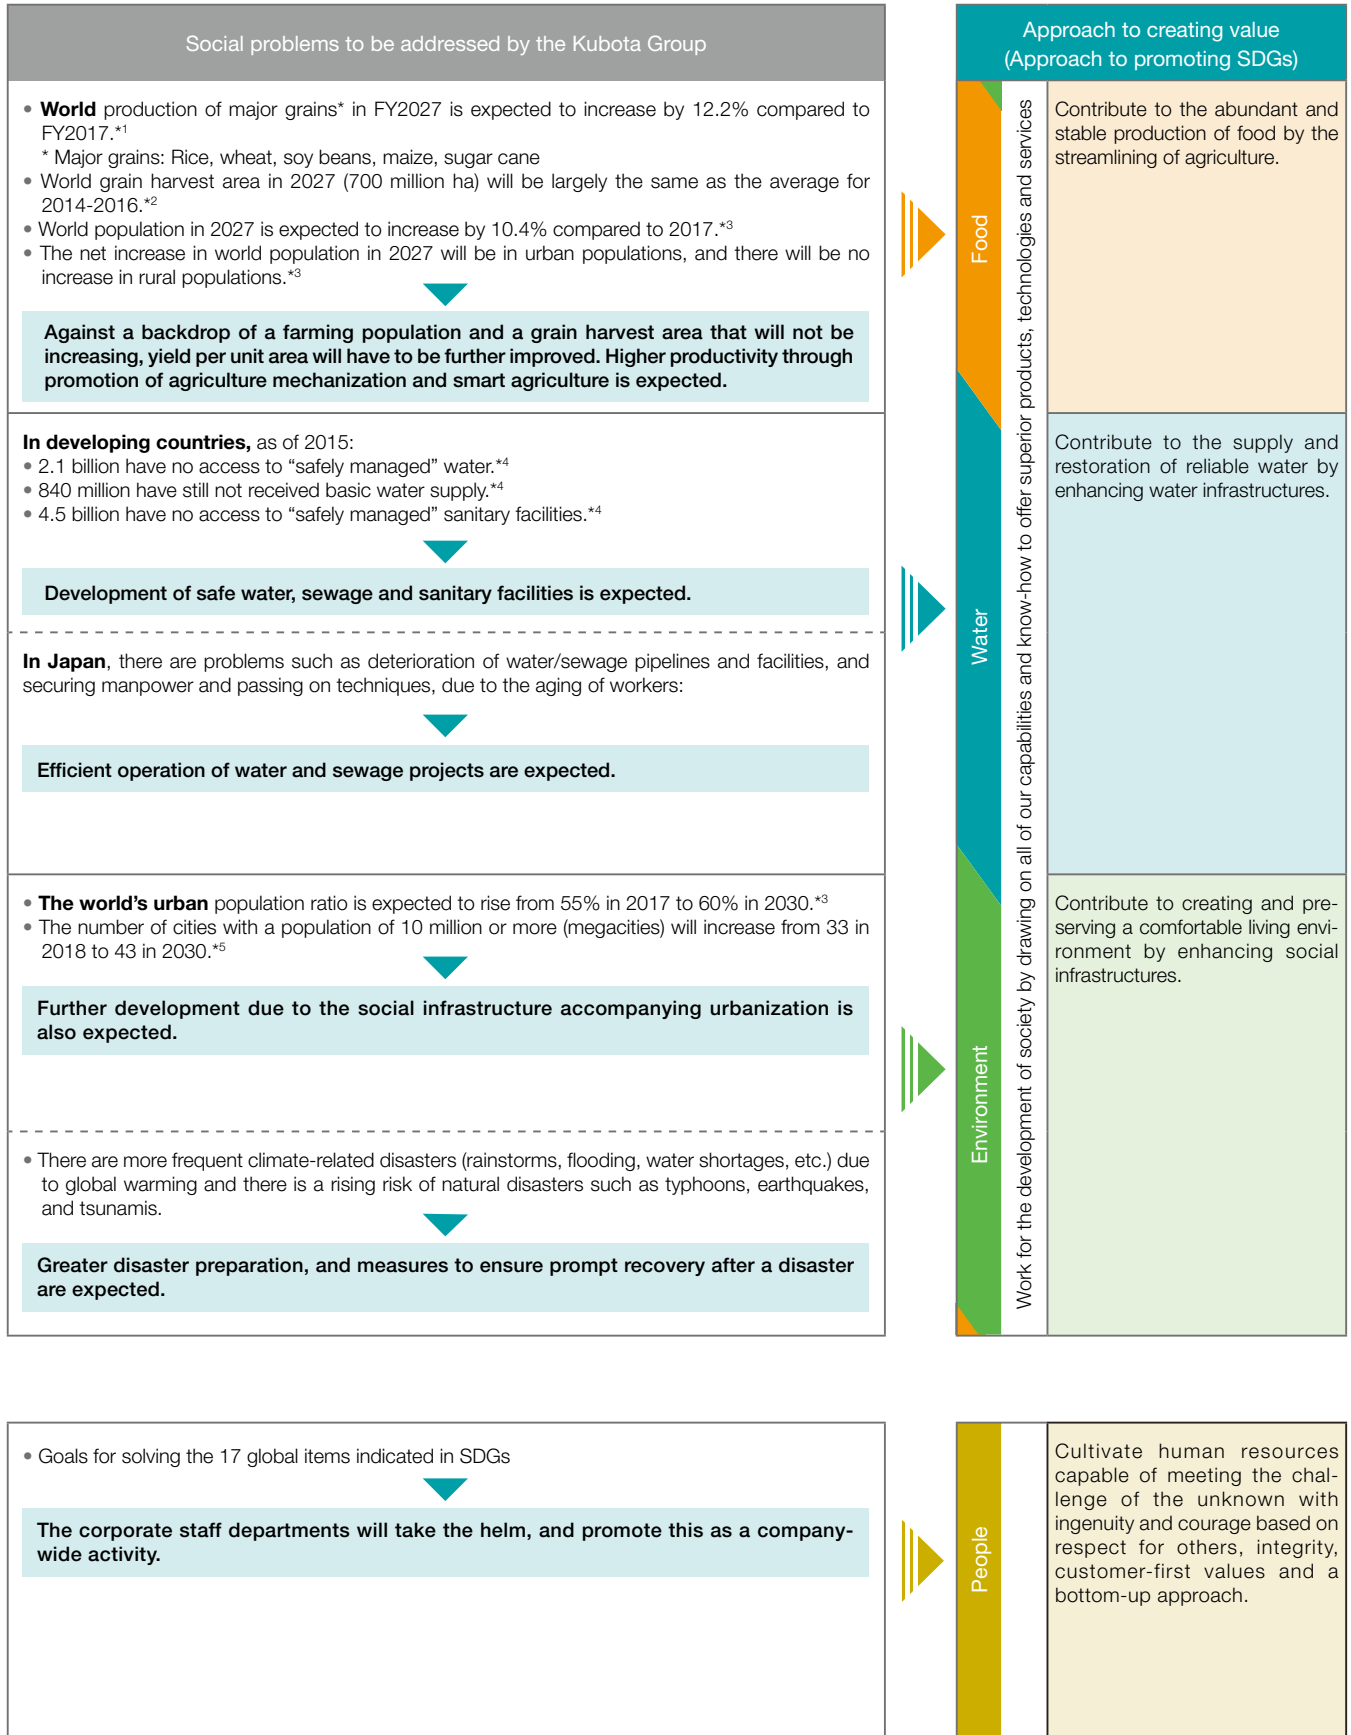 Social problems to be addressed by the Kubota Group
Approach to creating value
(Approach to promoting SDGs)
• World production of major grains* in FY2027 is expected to increase by 12.2% compared to
FY2017.*1
* Major grains: Rice, wheat, soy beans, maize, sugar cane
• World grain harvest area in 2027 (700 million ha) will be largely the same as the average for
2014-2016.*2
• World population in 2027 is expected to increase by 10.4% compared to 2017.*3
• The net increase in world population in 2027 will be in urban populations, and there will be no
increase in rural populations.*3
Against a backdrop of a farming population and a grain harvest area that will not be
increasing, yield per unit area will have to be further improved. Higher productivity through
promotion of agriculture mechanization and smart agriculture is expected.
Food
Work for the development of society by drawing on all of our capabilities and know-how to offer superior products, technologies and services
Contribute to the abundant and
stable production of food by the
streamlining of agriculture.
In developing countries, as of 2015:
• 2.1 billion have no access to “safely managed” water.*4
• 840 million have still not received basic water supply.*4
• 4.5 billion have no access to “safely managed” sanitary facilities.*4
Development of safe water, sewage and sanitary facilities is expected.
In Japan, there are problems such as deterioration of water/sewage pipelines and facilities, and
securing manpower and passing on techniques, due to the aging of workers:
Efficient operation of water and sewage projects are expected.
Water
Contribute to the supply and
restoration of reliable water by
enhancing water infrastructures.
• The world’s urban population ratio is expected to rise from 55% in 2017 to 60% in 2030.*3
• The number of cities with a population of 10 million or more (megacities) will increase from 33 in
2018 to 43 in 2030.*5
Further development due to the social infrastructure accompanying urbanization is
also expected.
• There are more frequent climate-related disasters (rainstorms, flooding, water shortages, etc.) due
to global warming and there is a rising risk of natural disasters such as typhoons, earthquakes,
and tsunamis.
Greater disaster preparation, and measures to ensure prompt recovery after a disaster
are expected.
Environment
Contribute to creating and pre-
serving a comfortable living envi-
ronment by enhancing social
infrastructures.
• Goals for solving the 17 global items indicated in SDGs
The corporate staff departments will take the helm, and promote this as a company-
wide activity.
People
Cultivate human resources
capable of meeting the chal-
lenge of the unknown with
ingenuity and courage based on
respect for others, integrity,
customer-first values and a
bottom-up approach.